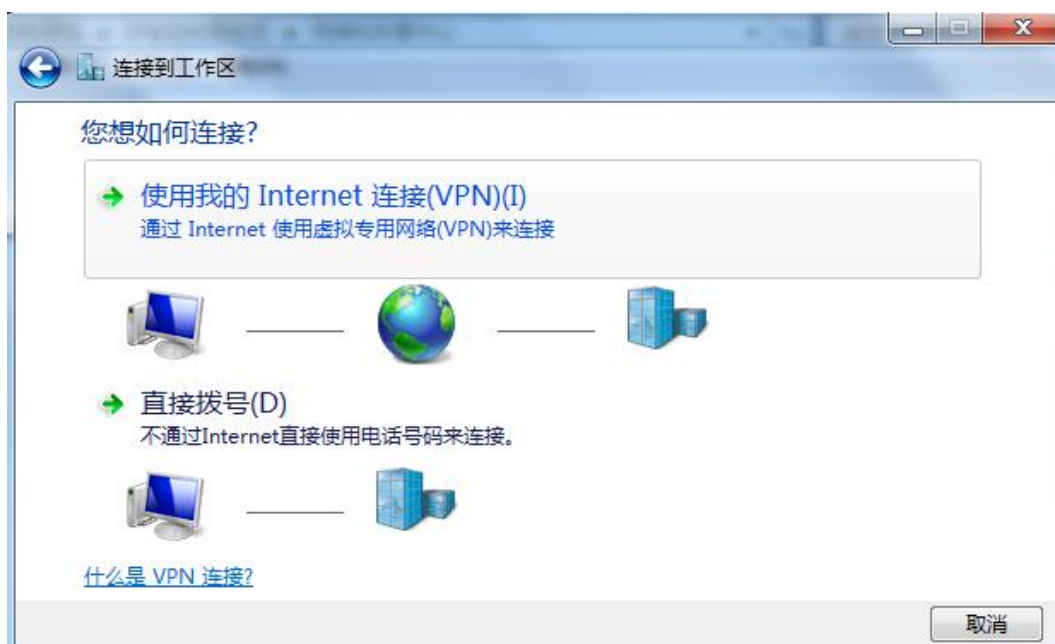 连接到工作区
您想如何连接?
使用我的 Internet 连接(VPN)(I)
通过 Internet 使用虚拟专用网络(VPN)来连接
直接拨号(D)
不通过Internet直接使用电话号码来连接。
什么是 VPN 连接?
取消